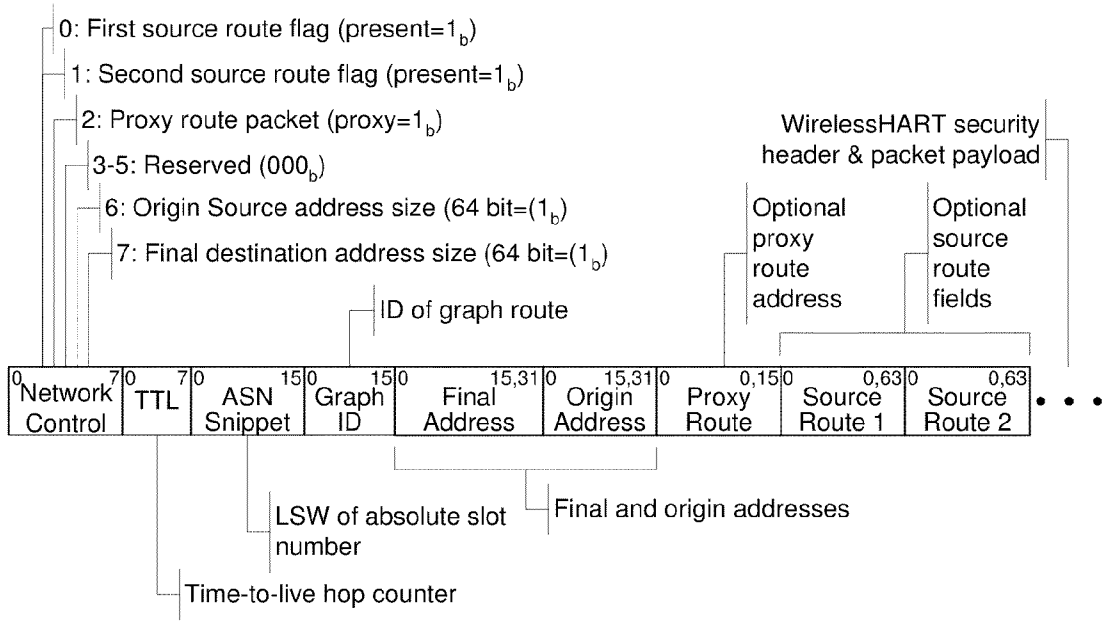 0: First source route flag (present=1b)
1: Second source route flag (present=1b)
2: Proxy route packet (proxy=1b)
3-5: Reserved (000b)
6: Origin Source address size (64 bit=(1b)
7: Final destination address size (64 bit=(1b)
WirelessHART security
header & packet payload
Optional
proxy
route
address
Optional
source
route
fields
ID of graph route
0 7 0 7 0 15 0 15 0 15,31 0 15,31 0 0,15 0 0,63 0 0,63
Network
Control
TTL
ASN
Snippet
Graph
ID
Final
Address
Origin
Address
Proxy
Route
Source
Route 1
Source
Route 2
• • •
Final and origin addresses
LSW of absolute slot
number
Time-to-live hop counter